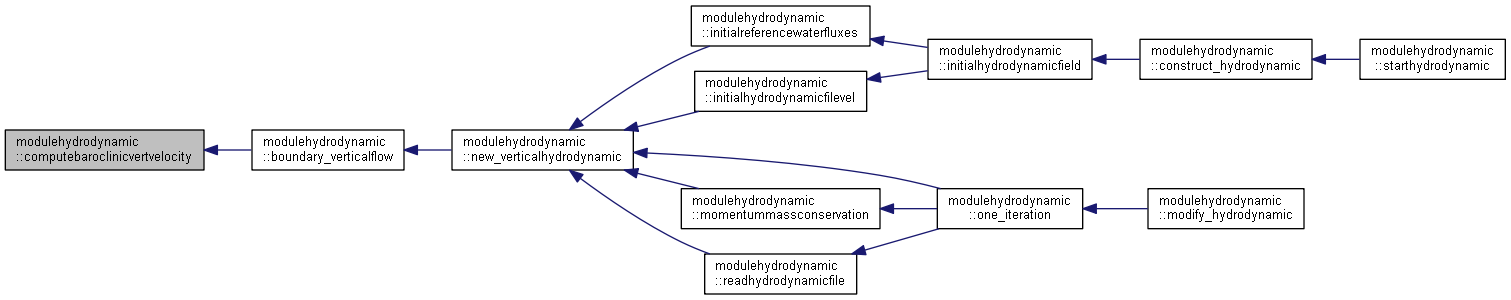 modulehydrodynamic
::computebaroclinicvertvelocity
modulehydrodynamic
::boundary_verticalflow
modulehydrodynamic
::new_verticalhydrodynamic
modulehydrodynamic
::initialreferencewaterfluxes
modulehydrodynamic
::initialhydrodynamicfilevel
modulehydrodynamic
::initialhydrodynamicfield
modulehydrodynamic
::construct_hydrodynamic
modulehydrodynamic
::starthydrodynamic
modulehydrodynamic
::momentummassconservation
modulehydrodynamic
::readhydrodynamicfile
modulehydrodynamic
::one_iteration
modulehydrodynamic
::modify_hydrodynamic